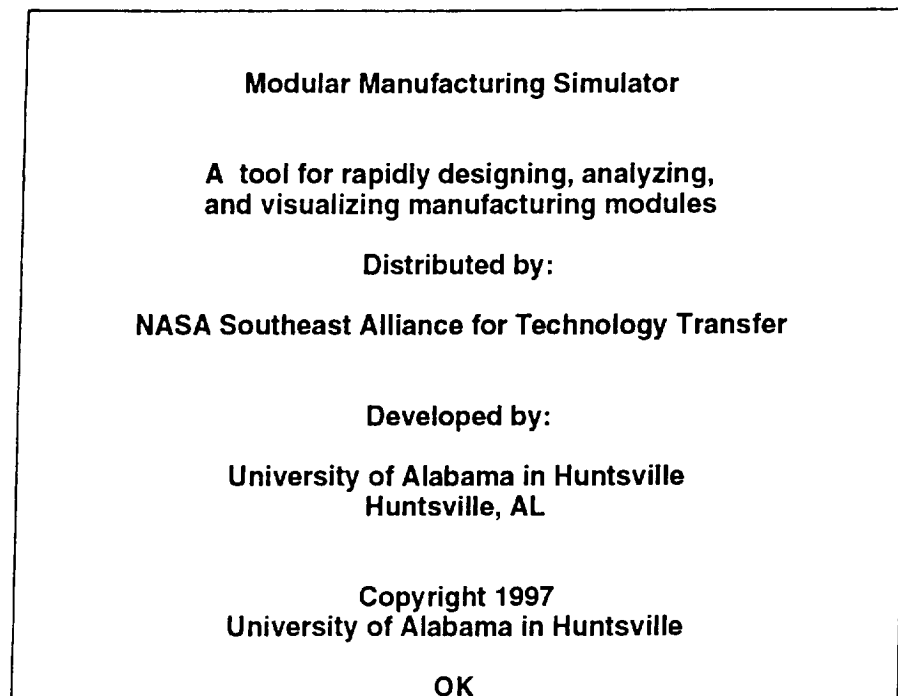 Modular Manufacturing Simulator
A tool for rapidly designing, analyzing,
and visualizing manufacturing modules
Distributed by:
NASA Southeast Alliance for Technology Transfer
Developed by:
University of Alabama in Huntsville
Huntsville, AL
Copyright 1997
University of Alabama in Huntsville
OK